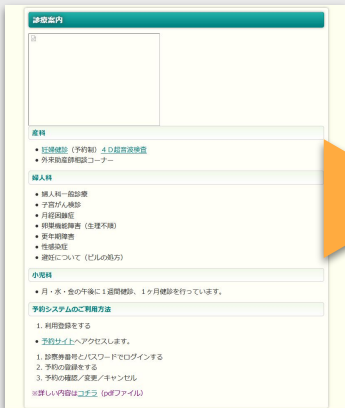 診療案内
産科
• 妊婦健診（予約制）４Ｄ超音波検査
• 外来助産師相談コーナー
婦人科
• 婦人科一般診療
• 子宮がん検診
• 月経困難症
• 卵巣機能障害（生理不順）
• 更年期障害
• 性感染症
• 避妊について（ピルの処方）
小児科
• 月・水・金の午後に１週間健診、１ヶ月健診を行っています。
予約システムのご利用方法
1. 利用登録をする
• 予約サイトへアクセスします。
1. 診察券番号とパスワードでログインする
2. 予約の登録をする
3. 予約の確認／変更／キャンセル
※詳しい内容はコチラ（pdfファイル）